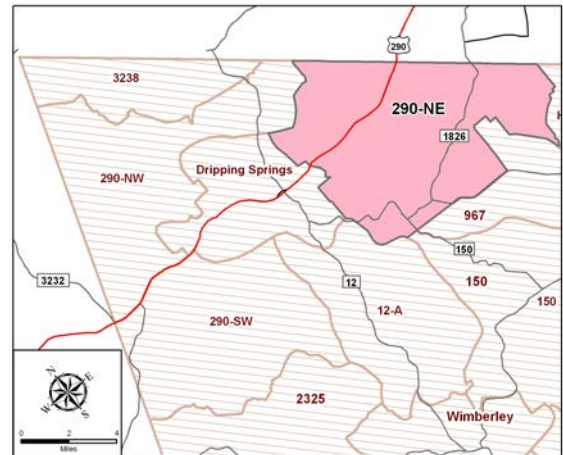 290
3238
290-NE
1826
H
Dripping Springs
290-NW
967
150
3232
12
150
150
12-A
290-SW
2325
Wimberley
N
E
W
S
0 2 4
Miles